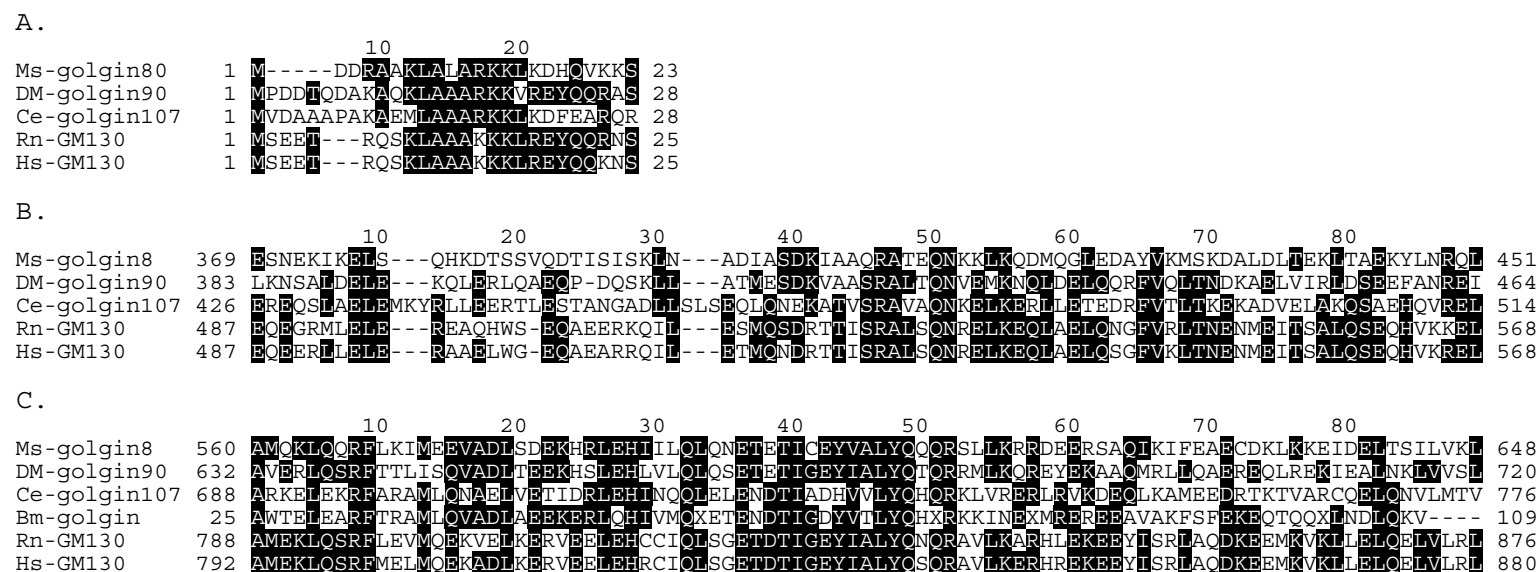 A.
10 20
Ms-golgin80 1 M-----DDRAAKLALARKKLKDHQVKKS 23
DM-golgin90 1 MPDDTQDAKAQKLAAARKKVREYQQRAS 28
Ce-golgin107 1 MVDAAAPAKAEMLAAARKKLKDFEARQR 28
Rn-GM130 1 MSEET---RQSKLAAAKKKLREYQQRNS 25
Hs-GM130 1 MSEET---RQSKLAAAKKKLREYQQKNS 25
B.
10 20 30 40 50 60 70 80
Ms-golgin8 369 ESNEKIKELS---QHKDTSSVQDTISISKLN---ADIASDKIAAQRATEQNKKLKQDMQGLEDAYVKMSKDALDLTEKLTAEKYLNRQL 451
DM-golgin90 383 LKNSALDELE---KQLERLQAEQP-DQSKLL---ATMESDKVAASRALTQNVEMKNQLDELQQRFVQLTNDKAELVIRLDSEEFANREI 464
Ce-golgin107 426 EREQSLAELEMKYRLLEERTLESTANGADLLSLSEQLQNEKATVSRAVAQNKELKERLLETEDRFVTLTKEKADVELAKQSAEHQVREL 514
Rn-GM130 487 EQEGRMLELE---REAQHWS-EQAEERKQIL---ESMQSDRTTISRALSQNRELKEQLAELQNGFVRLTNENMEITSALQSEQHVKKEL 568
Hs-GM130 487 EQEERLLELE---RAAELWG-EQAEARRQIL---ETMQNDRTTISRALSQNRELKEQLAELQSGFVKLTNENMEITSALQSEQHVKREL 568
C.
10 20 30 40 50 60 70 80
Ms-golgin8 560 AMQKLQQRFLKIMEEVADLSDEKHRLEHIILQLQNETETICEYVALYQQQRSLLKRRDEERSAQIKIFEAECDKLKKEIDELTSILVKL 648
DM-golgin90 632 AVERLQSRFTTLISQVADLTEEKHSLEHLVLQLQSETETIGEYIALYQTQRRMLKQREYEKAAQMRLLQAEREQLREKIEALNKLVVSL 720
Ce-golgin107 688 ARKELEKRFARAMLQNAELVETIDRLEHINQQLELENDTIADHVVLYQHQRKLVRERLRVKDEQLKAMEEDRTKTVARCQELQNVLMTV 776
Bm-golgin 25 AWTELEARFTRAMLQVADLAEEKERLQHIVMQXETENDTIGDYVTLYQHXRKKINEXMREREEAVAKFSFEKEQTQQXLNDLQKV---- 109
Rn-GM130 788 AMEKLQSRFLEVMQEKVELKERVEELEHCCIQLSGETDTIGEYIALYQNQRAVLKARHLEKEEYISRLAQDKEEMKVKLLELQELVLRL 876
Hs-GM130 792 AMEKLQSRFMELMQEKADLKERVEELEHRCIQLSGETDTIGEYIALYQSQRAVLKERHREKEEYISRLAQDKEEMKVKLLELQELVLRL 880